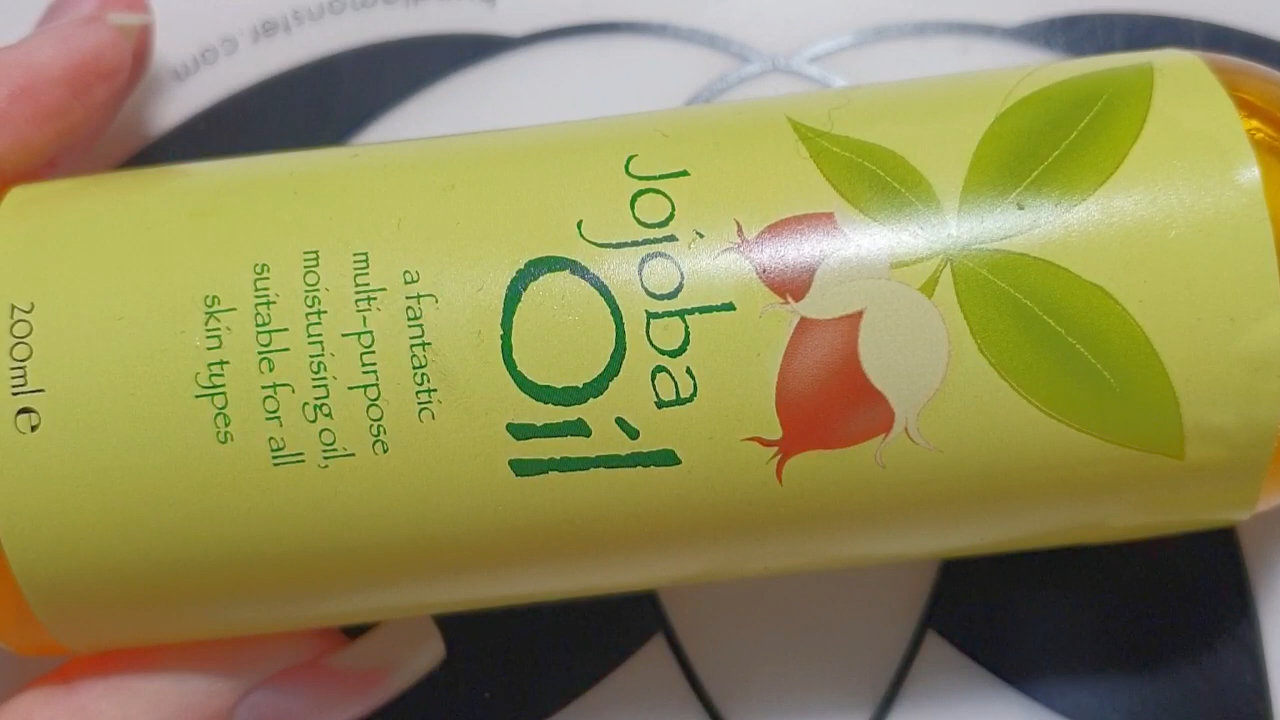 Jojoba
Oil
a fantastic
multi-purpose
moisturising oil,
suitable for all
skin types
200ml e